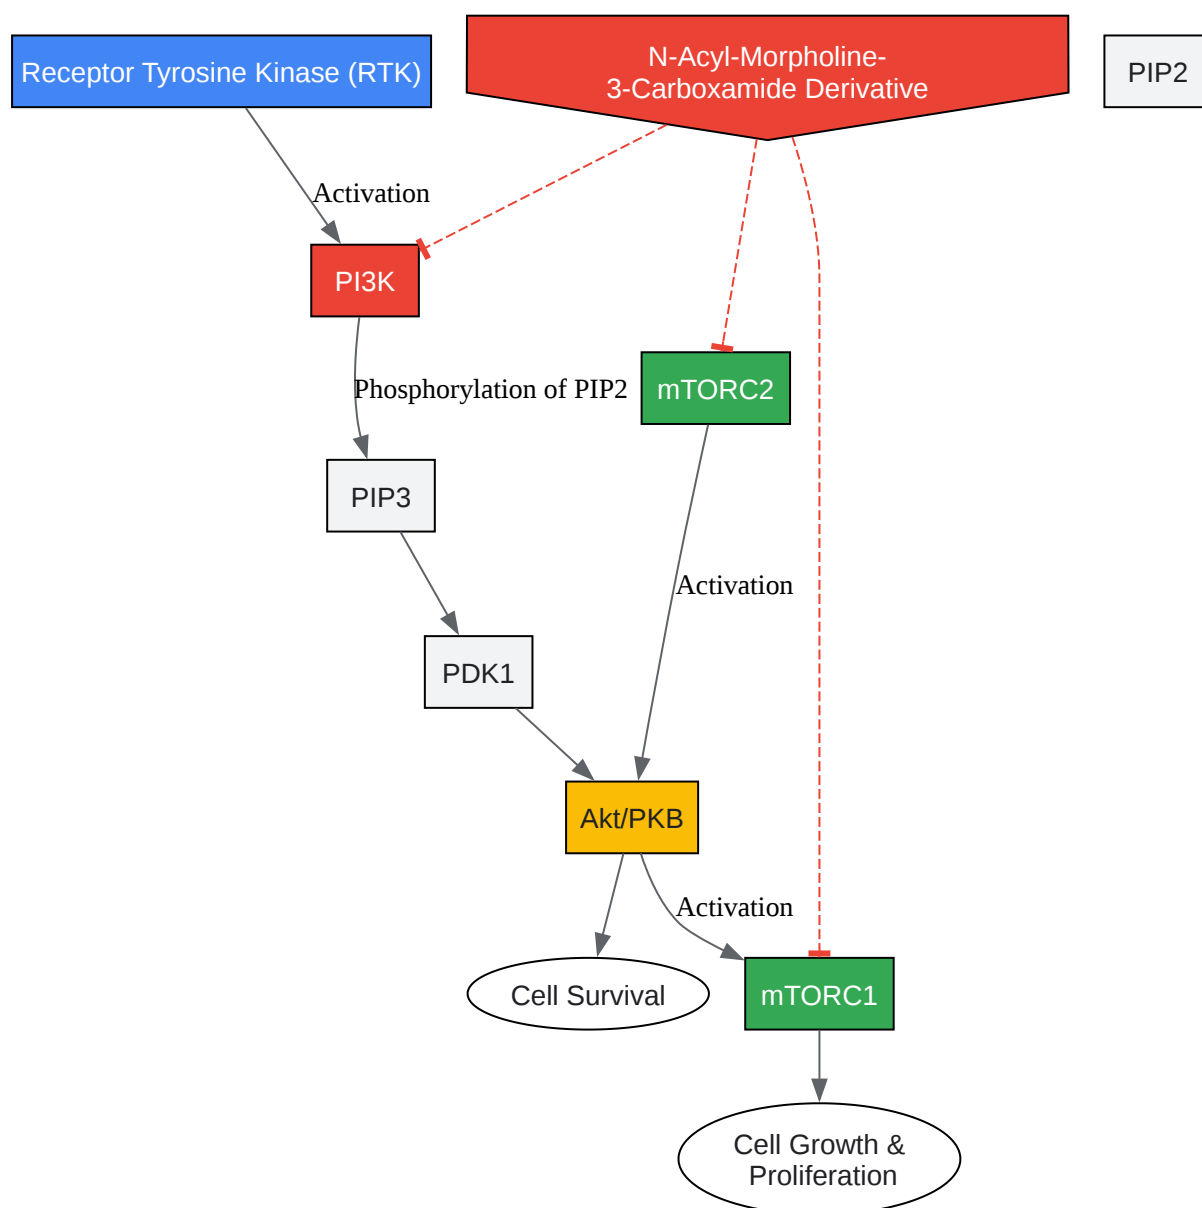 Receptor Tyrosine Kinase (RTK)
N-Acyl-Morpholine-
3-Carboxamide Derivative
PIP2
Activation
PI3K
Phosphorylation of PIP2
mTORC2
PIP3
Activation
PDK1
Akt/PKB
Activation
Cell Survival
mTORC1
Cell Growth &
Proliferation